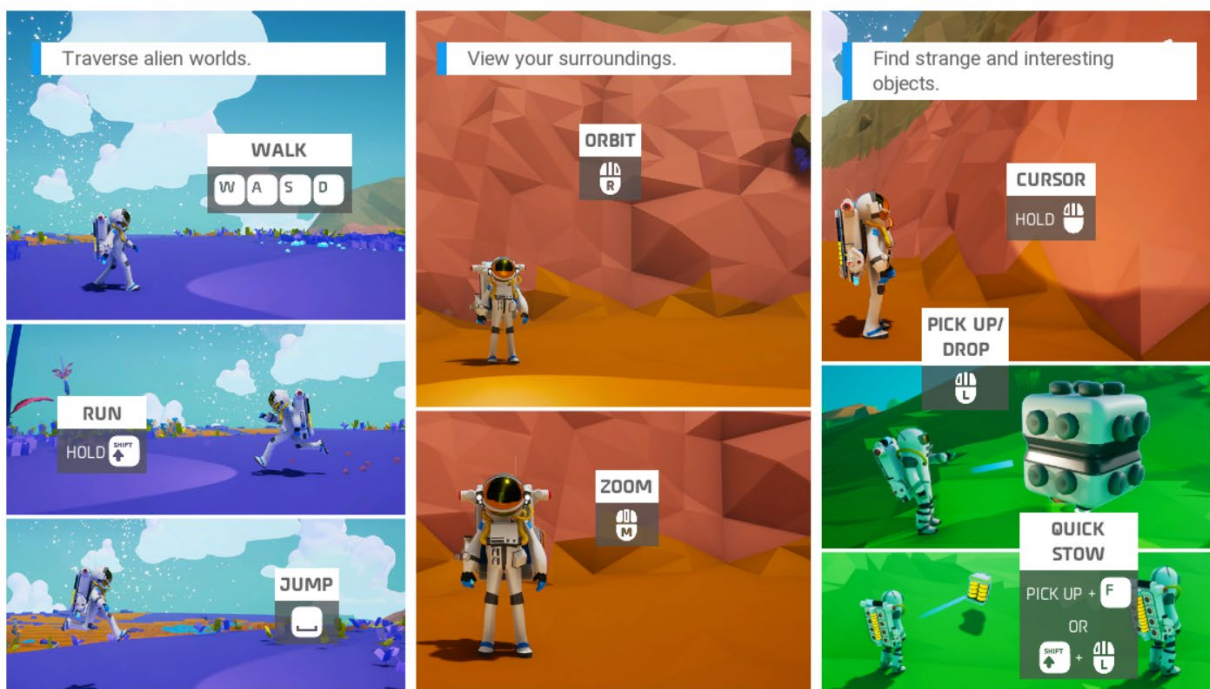 Traverse alien worlds.
WALK
W A S D
RUN
HOLD SHIFT
JUMP
View your surroundings.
ORBIT
R
ZOOM
M
Find strange and interesting
objects.
CURSOR
HOLD
PICK UP/
DROP
L
QUICK
STOW
PICK UP + F
OR
SHIFT + L